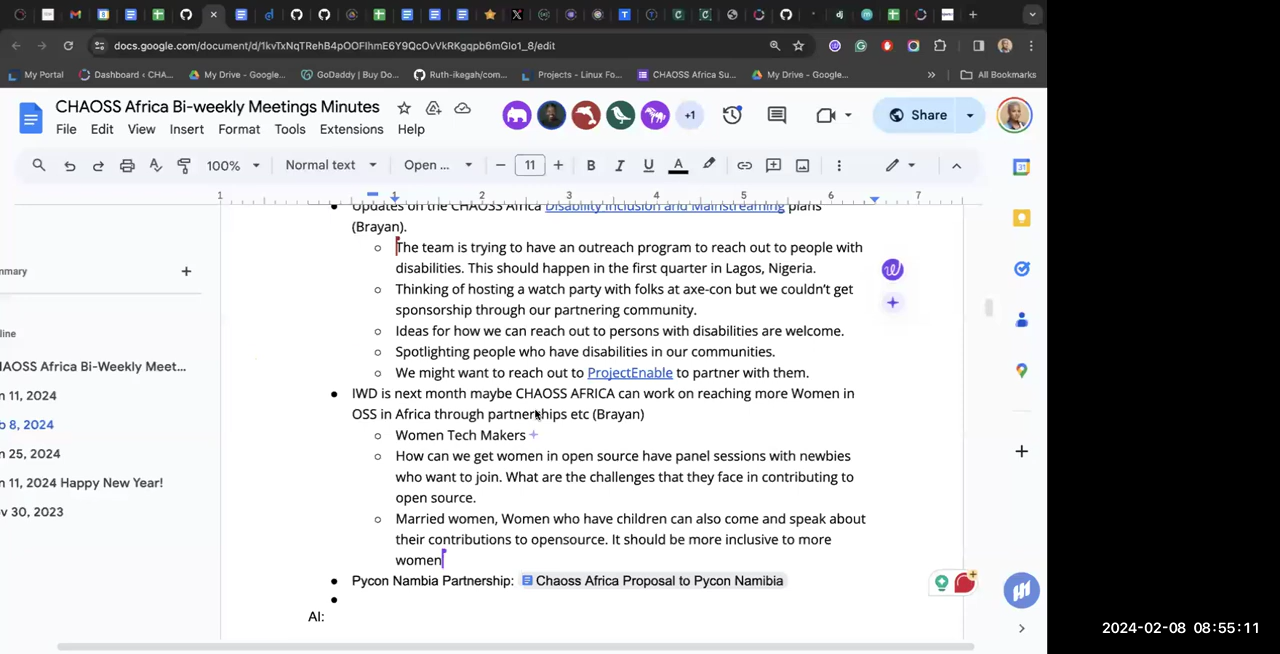 docs.google.com/document/d/1kvTxNqTRehB4pOOFlhmE6Y9QcOvVkRKgqpb6mGlo1_8/edit
My Portal
Dashboard ‹ CHA...
My Drive - Google...
GoDaddy | Buy Do...
Ruth-ikegah/com...
Projects - Linux Fo...
CHAOSS Africa Su...
My Drive - Google...
»
All Bookmarks
CHAOSS Africa Bi-weekly Meetings Minutes
File Edit View Insert Format Tools Extensions Help
+1
Share
100%
Normal text
Open ...
− 11 +
B I U A
1 1 2 3 4 5 6 7
mmary
line
HAOSS Africa Bi-Weekly Meet...
n 11, 2024
b 8, 2024
n 25, 2024
n 11, 2024 Happy New Year!
v 30, 2023
Updates on the CHAOSS Africa Disability Inclusion and Mainstreaming plans
(Brayan).
The team is trying to have an outreach program to reach out to people with
disabilities. This should happen in the first quarter in Lagos, Nigeria.
Thinking of hosting a watch party with folks at axe-con but we couldn't get
sponsorship through our partnering community.
Ideas for how we can reach out to persons with disabilities are welcome.
Spotlighting people who have disabilities in our communities.
We might want to reach out to ProjectEnable to partner with them.
IWD is next month maybe CHAOSS AFRICA can work on reaching more Women in
OSS in Africa through partnerships etc (Brayan)
Women Tech Makers
How can we get women in open source have panel sessions with newbies
who want to join. What are the challenges that they face in contributing to
open source.
Married women, Women who have children can also come and speak about
their contributions to opensource. It should be more inclusive to more
women
Pycon Nambia Partnership: Chaoss Africa Proposal to Pycon Namibia
AI:
2024-02-08 08:55:11